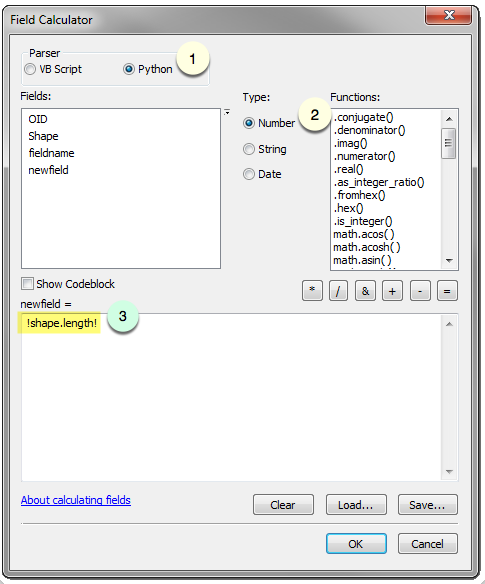 Field Calculator
Parser
VB Script Python 1
Fields:
Type:
Functions:
OID
Shape
fieldname
newfield
Number 2
String
Date
.conjugate()
.denominator()
.imag()
.numerator()
.real()
.as_integer_ratio()
.fromhex()
.hex()
.is_integer()
math.acos( )
math.acosh( )
math.asin( )
Show Codeblock
* / & + - =
newfield =
!shape.length! 3
About calculating fields
Clear Load... Save...
OK Cancel